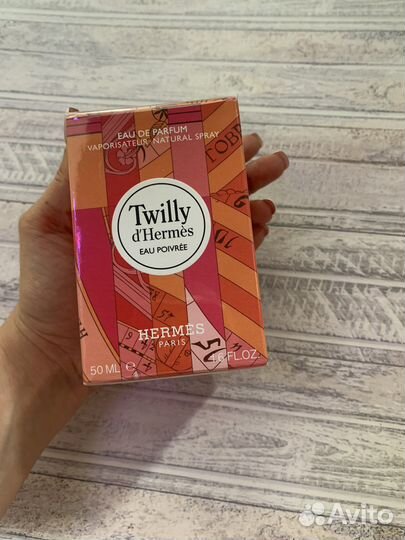 EAU DE PARFUM
VAPORISATEUR NATURAL SPRAY
TOBR
Twilly
d'Hermès
EAU POIVRÉE
HERMÈS
PARIS
50 ML e
1.6 FL.OZ.
Avito